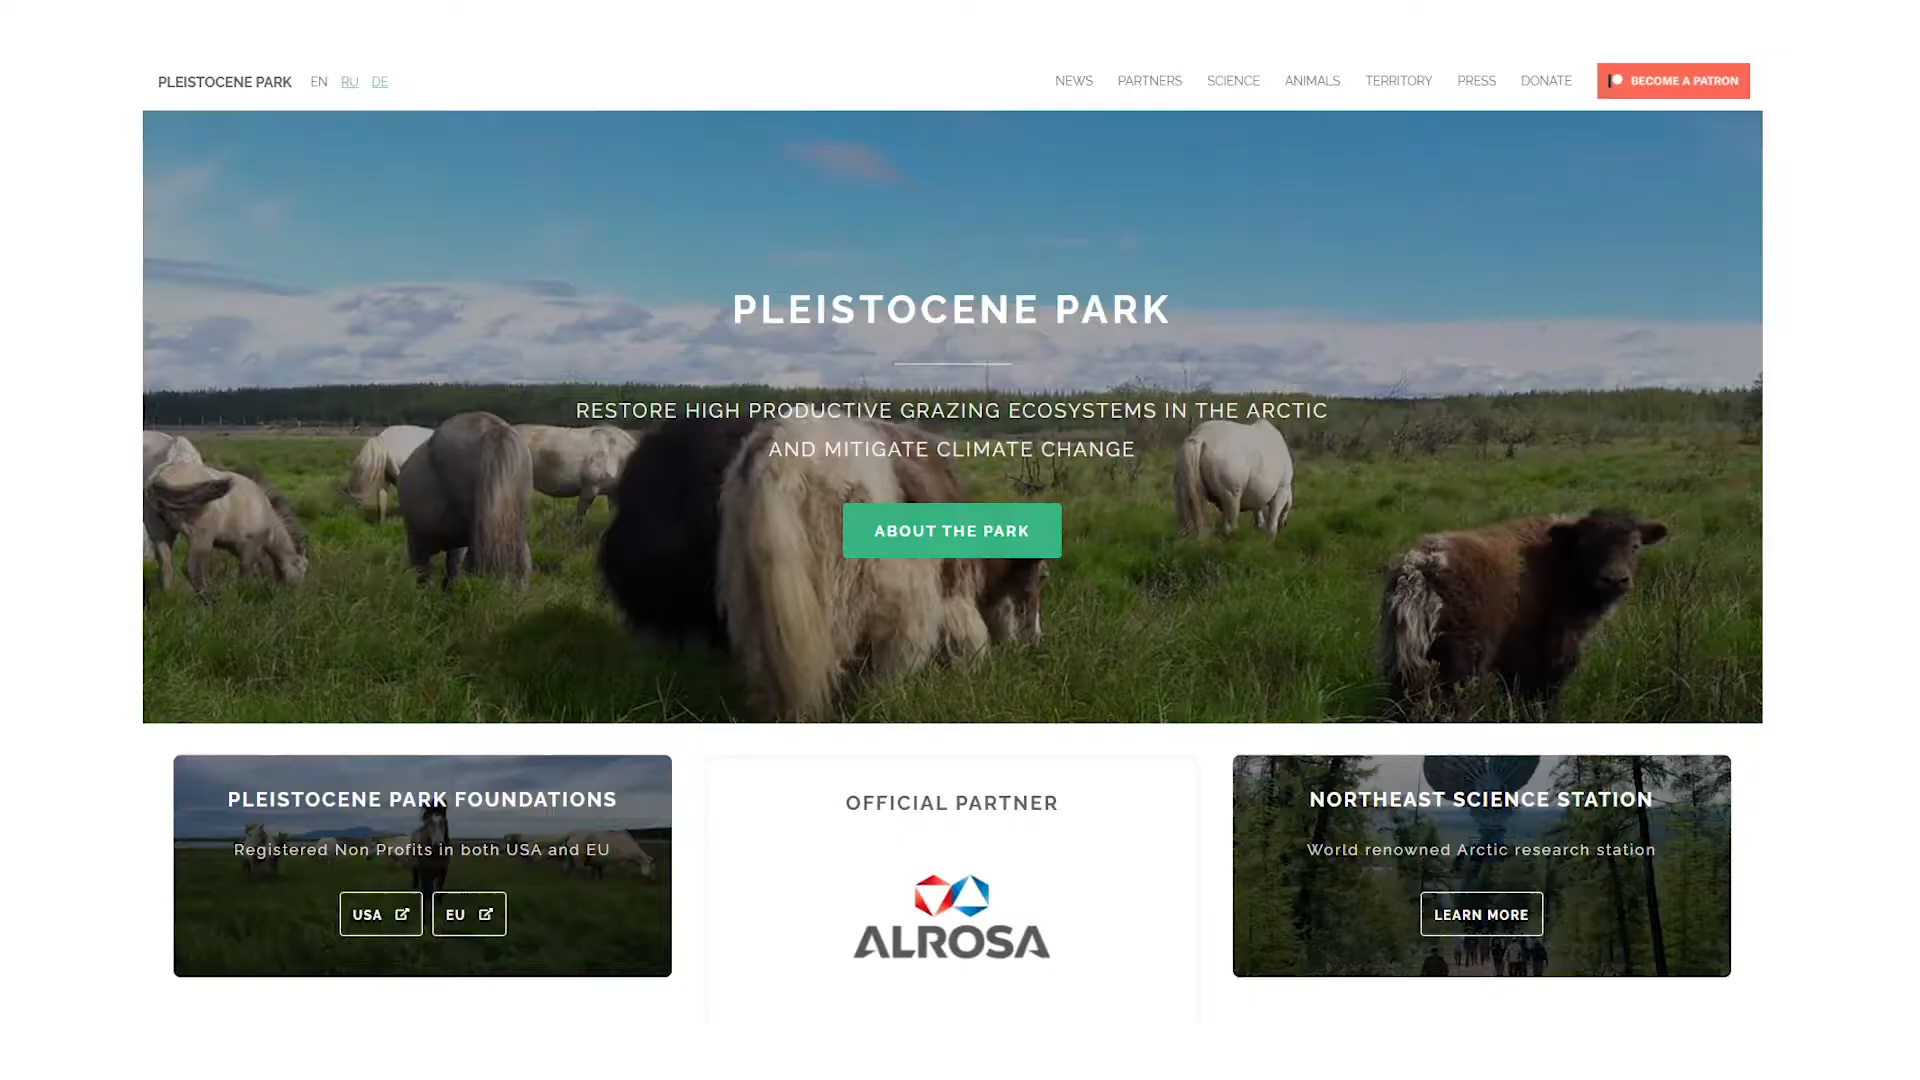 PLEISTOCENE PARK EN RU DE
NEWS PARTNERS SCIENCE ANIMALS TERRITORY PRESS DONATE BECOME A PATRON
PLEISTOCENE PARK
RESTORE HIGH PRODUCTIVE GRAZING ECOSYSTEMS IN THE ARCTIC
AND MITIGATE CLIMATE CHANGE
ABOUT THE PARK
PLEISTOCENE PARK FOUNDATIONS
Registered Non Profits in both USA and EU
USA EU
OFFICIAL PARTNER
ALROSA
NORTHEAST SCIENCE STATION
World renowned Arctic research station
LEARN MORE